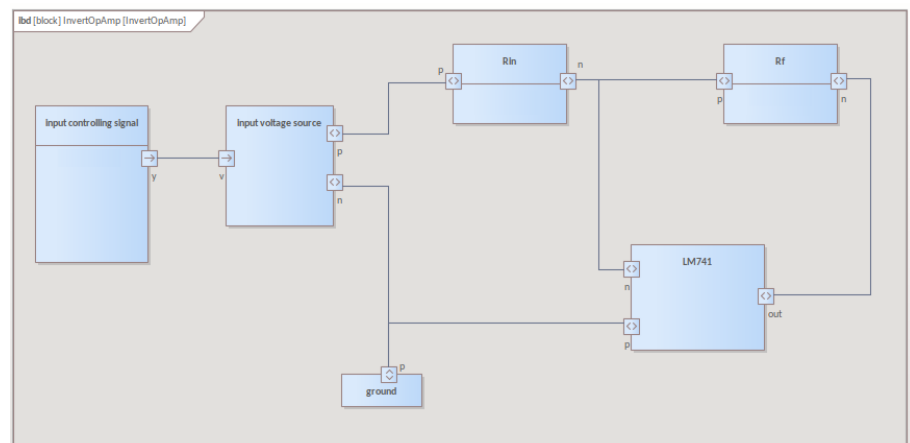 ibd [block] InvertOpAmp [InvertOpAmp]
RIn
Rf
p
n
p
n
Input controlling signal
Input voltage source
p
y
v
n
LM741
n
out
p
p
ground